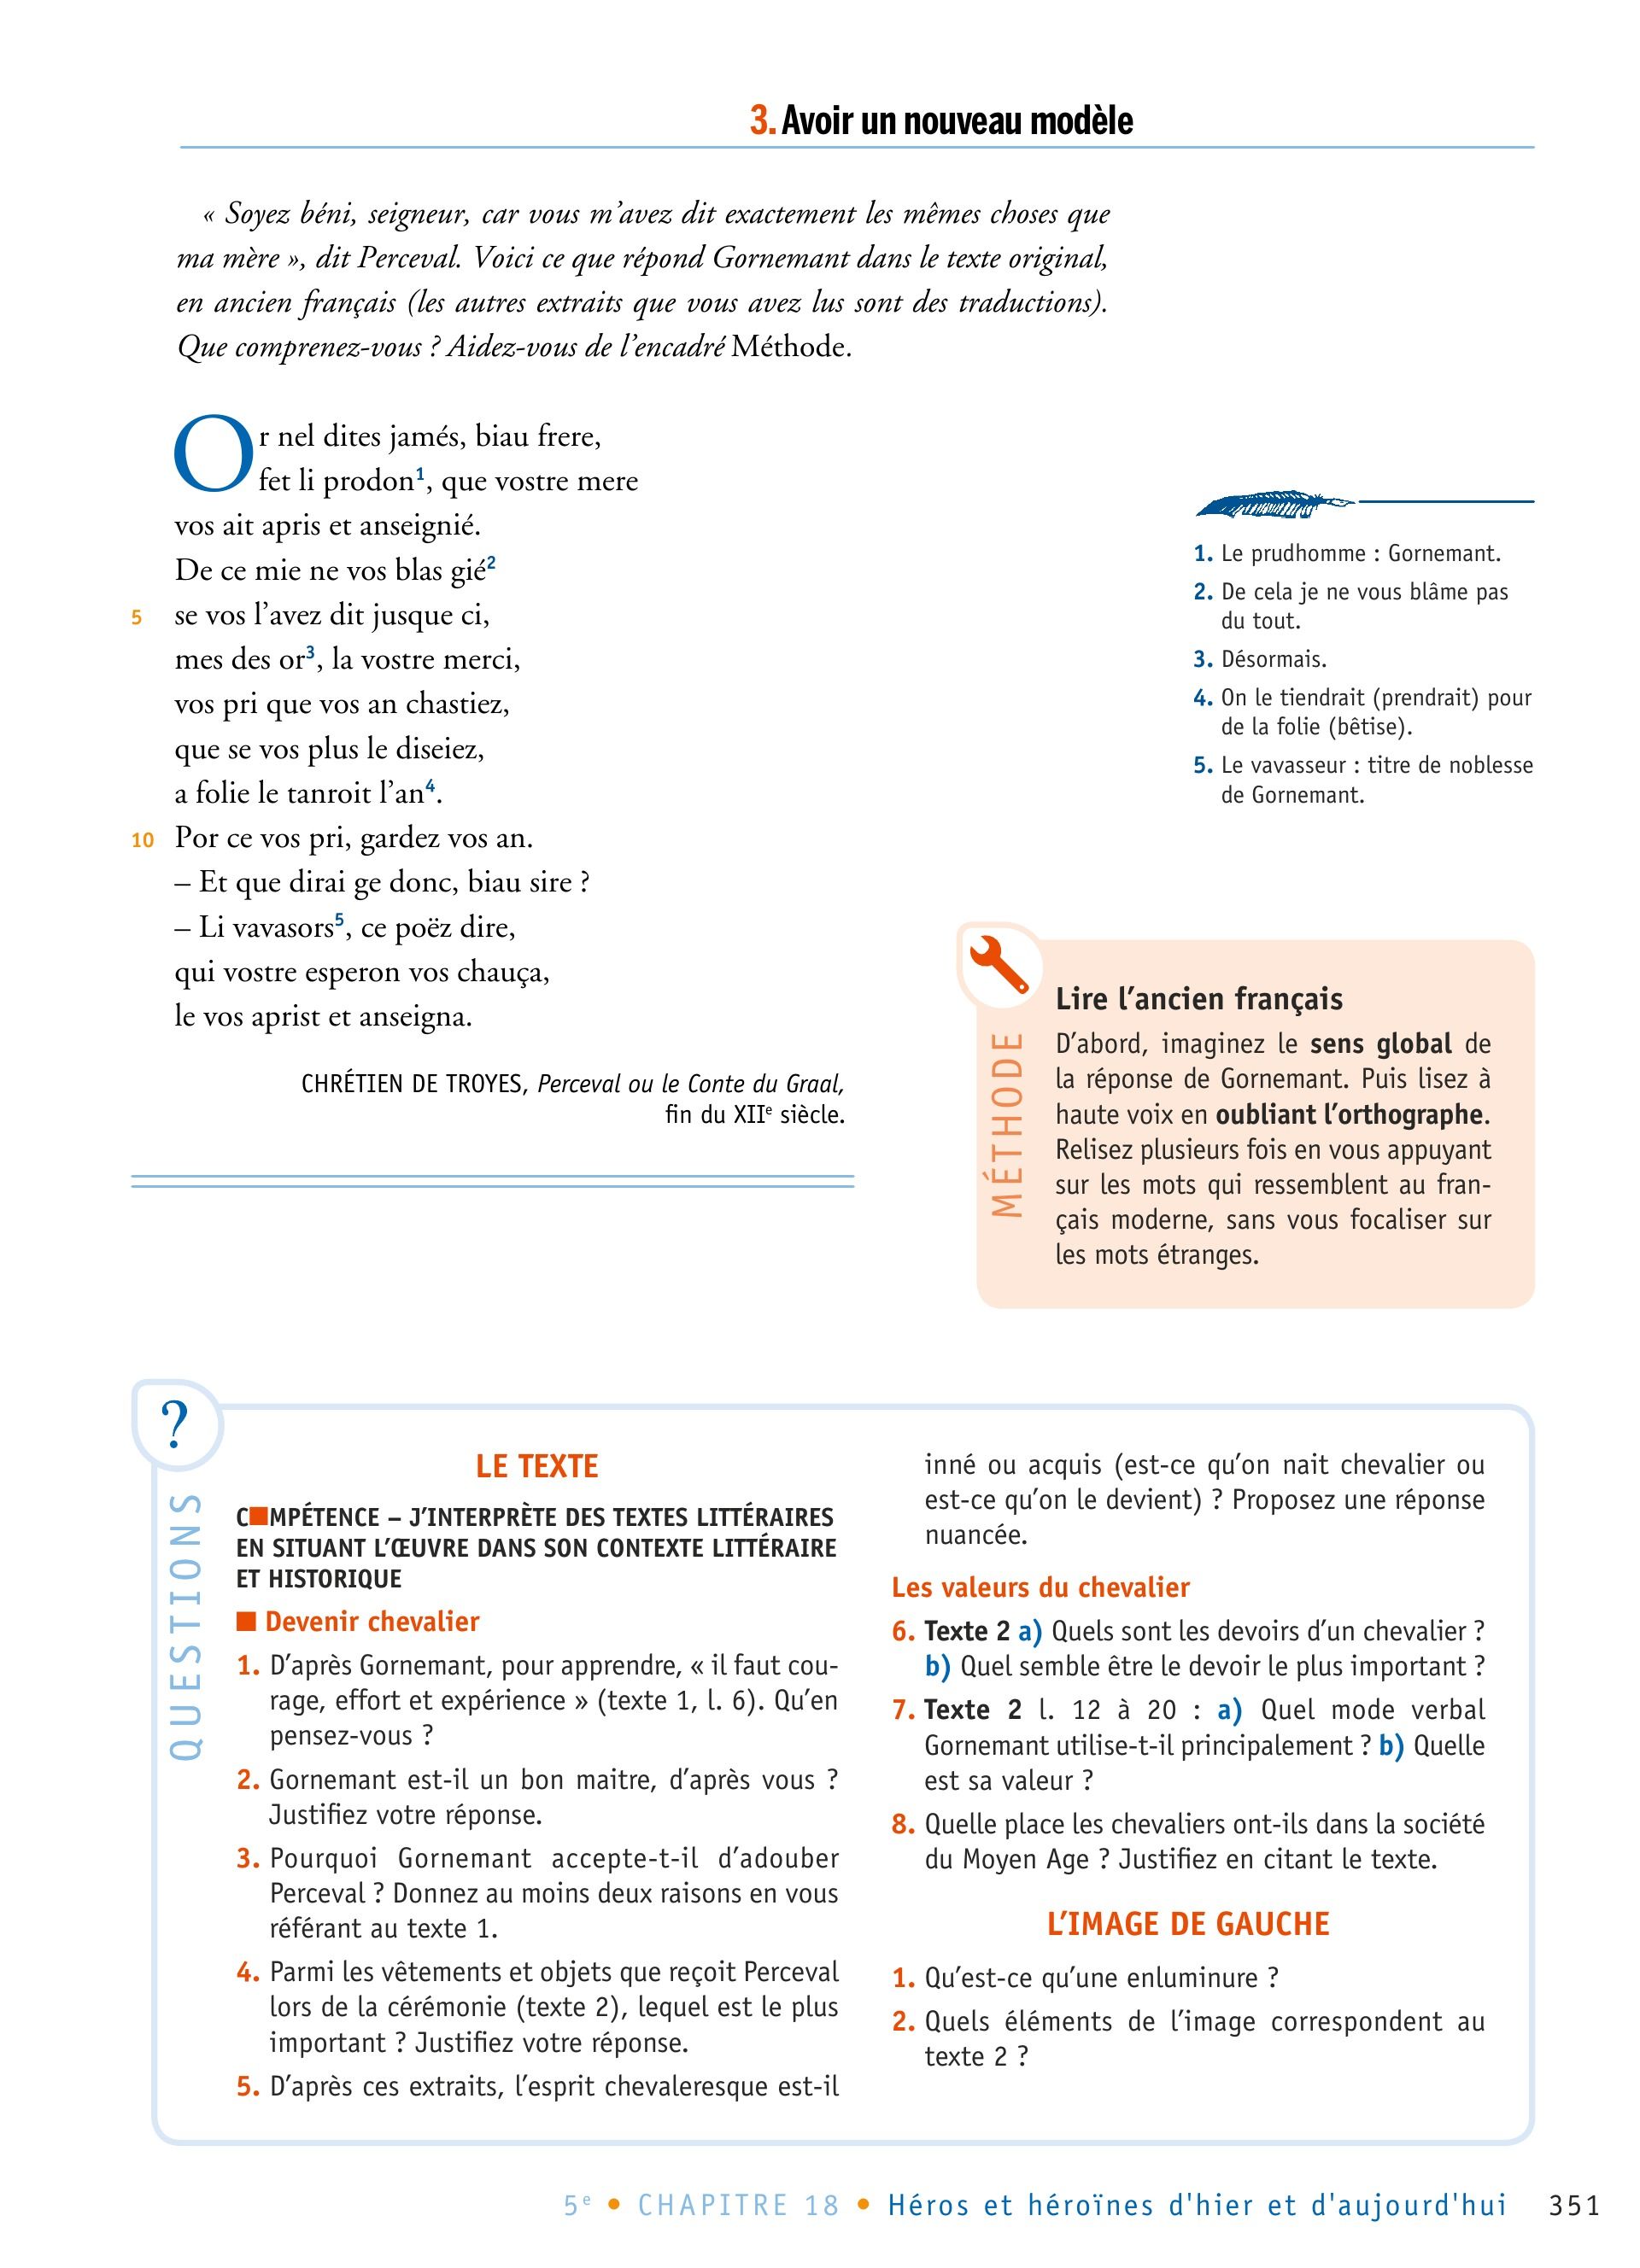 3. Avoir un nouveau modèle
« Soyez béni, seigneur, car vous m'avez dit exactement les mêmes choses que
ma mère », dit Perceval. Voici ce que répond Gornemant dans le texte original,
en ancien français (les autres extraits que vous avez lus sont des traductions).
Que comprenez-vous ? Aidez-vous de l'encadré Méthode.
Or nel dites jamés, biau frere,
fet li prodon¹, que vostre mere
vos ait apris et anseignié.
De ce mie ne vos blas gié²
5 se vos l'avez dit jusque ci,
mes des or³, la vostre merci,
vos pri que vos an chastiez,
que se vos plus le diseiez,
a folie le tanroit l'an⁴.
10 Por ce vos pri, gardez vos an.
– Et que dirai ge donc, biau sire ?
– Li vavasors⁵, ce poëz dire,
qui vostre esperon vos chauça,
le vos aprist et anseigna.
CHRÉTIEN DE TROYES, Perceval ou le Conte du Graal,
fin du XIIe siècle.
1. Le prudhomme : Gornemant.
2. De cela je ne vous blâme pas
du tout.
3. Désormais.
4. On le tiendrait (prendrait) pour
de la folie (bêtise).
5. Le vavasseur : titre de noblesse
de Gornemant.
MÉTHODE
Lire l'ancien français
D'abord, imaginez le sens global de
la réponse de Gornemant. Puis lisez à
haute voix en oubliant l'orthographe.
Relisez plusieurs fois en vous appuyant
sur les mots qui ressemblent au fran-
çais moderne, sans vous focaliser sur
les mots étranges.
?
QUESTIONS
LE TEXTE
C■MPÉTENCE – J'INTERPRÈTE DES TEXTES LITTÉRAIRES
EN SITUANT L'ŒUVRE DANS SON CONTEXTE LITTÉRAIRE
ET HISTORIQUE
■ Devenir chevalier
1. D'après Gornemant, pour apprendre, « il faut cou-
rage, effort et expérience » (texte 1, l. 6). Qu'en
pensez-vous ?
2. Gornemant est-il un bon maitre, d'après vous ?
Justifiez votre réponse.
3. Pourquoi Gornemant accepte-t-il d'adouber
Perceval ? Donnez au moins deux raisons en vous
référant au texte 1.
4. Parmi les vêtements et objets que reçoit Perceval
lors de la cérémonie (texte 2), lequel est le plus
important ? Justifiez votre réponse.
5. D'après ces extraits, l'esprit chevaleresque est-il
inné ou acquis (est-ce qu'on nait chevalier ou
est-ce qu'on le devient) ? Proposez une réponse
nuancée.
Les valeurs du chevalier
6. Texte 2 a) Quels sont les devoirs d'un chevalier ?
b) Quel semble être le devoir le plus important ?
7. Texte 2 l. 12 à 20 : a) Quel mode verbal
Gornemant utilise-t-il principalement ? b) Quelle
est sa valeur ?
8. Quelle place les chevaliers ont-ils dans la société
du Moyen Age ? Justifiez en citant le texte.
L'IMAGE DE GAUCHE
1. Qu'est-ce qu'une enluminure ?
2. Quels éléments de l'image correspondent au
texte 2 ?
5e • CHAPITRE 18 • Héros et héroïnes d'hier et d'aujourd'hui 351